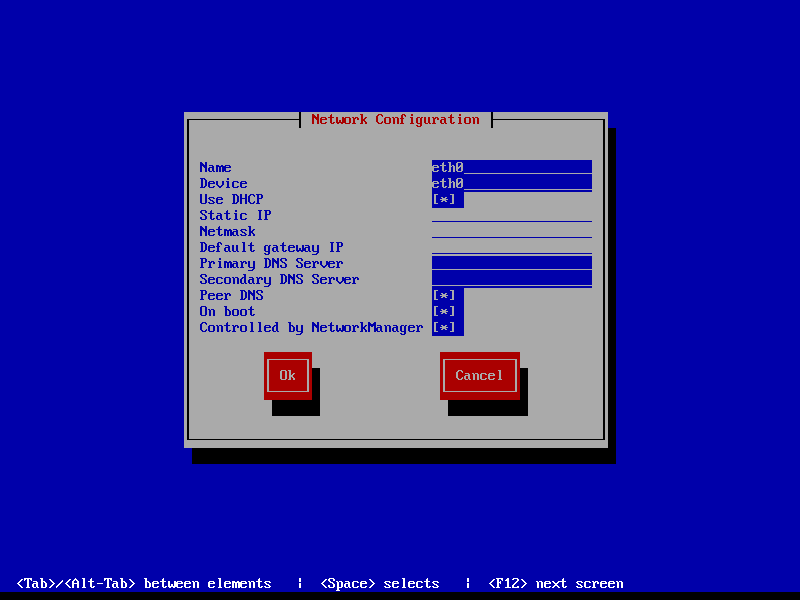 Network Configuration
Name eth0
Device eth0
Use DHCP [*]
Static IP
Netmask
Default gateway IP
Primary DNS Server
Secondary DNS Server
Peer DNS [*]
On boot [*]
Controlled by NetworkManager [*]
Ok Cancel
<Tab>/<Alt-Tab> between elements | <Space> selects | <F12> next screen